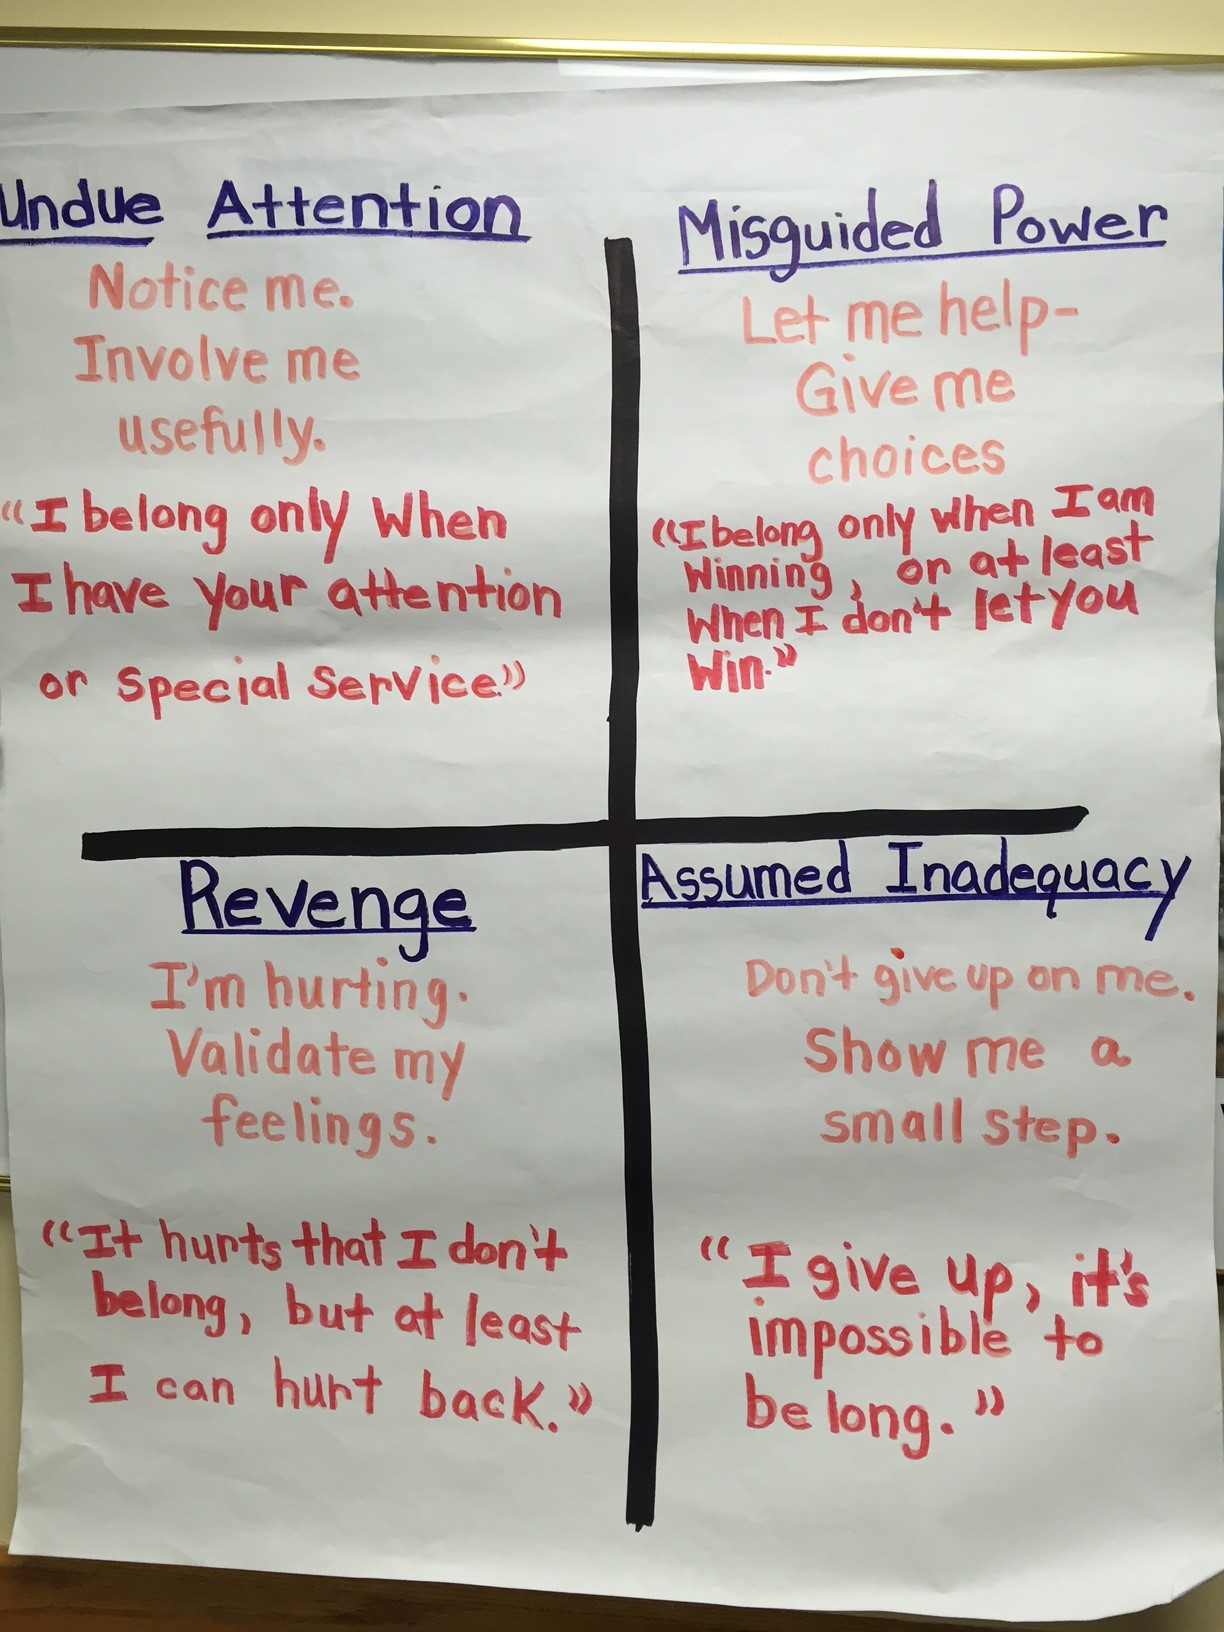 Undue Attention
Notice me.
Involve me
usefully.
"I belong only when
I have your attention
or special service."
Misguided Power
Let me help-
Give me
choices
"I belong only when I am
winning, or at least
when I don't let you
win."
Revenge
I'm hurting.
Validate my
feelings.
"It hurts that I don't
belong, but at least
I can hurt back."
Assumed Inadequacy
Don't give up on me.
Show me a
small step.
"I give up, it's
impossible to
belong."